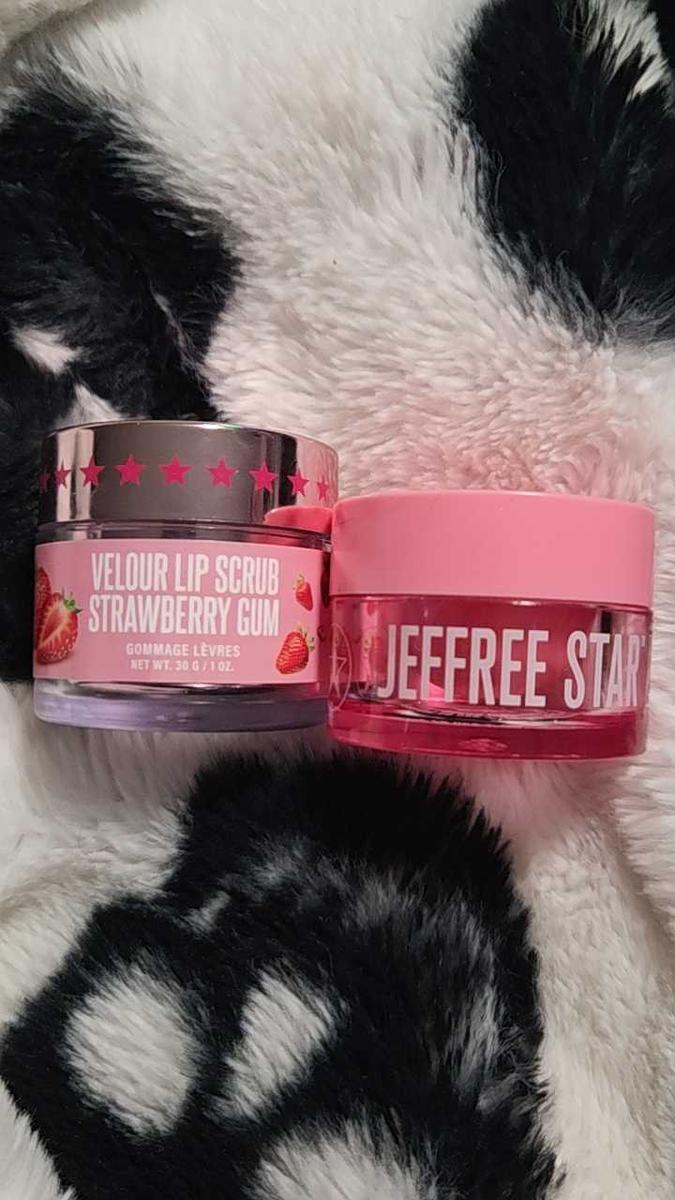 VELOUR LIP SCRUB
STRAWBERRY GUM
GOMMAGE LÈVRES
NET WT. 30 G / 1 OZ.
JEFFREE STAR